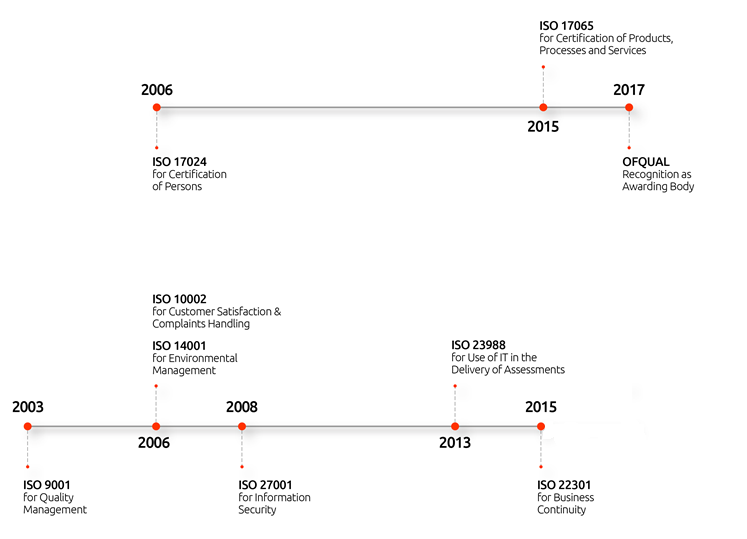 ISO 17065
for Certification of Products,
Processes and Services
2006
2017
2015
ISO 17024
for Certification
of Persons
OFQUAL
Recognition as
Awarding Body
ISO 10002
for Customer Satisfaction &
Complaints Handling
ISO 14001
for Environmental
Management
ISO 23988
for Use of IT in the
Delivery of Assessments
2003
2008
2015
2006
2013
ISO 9001
for Quality
Management
ISO 27001
for Information
Security
ISO 22301
for Business
Continuity